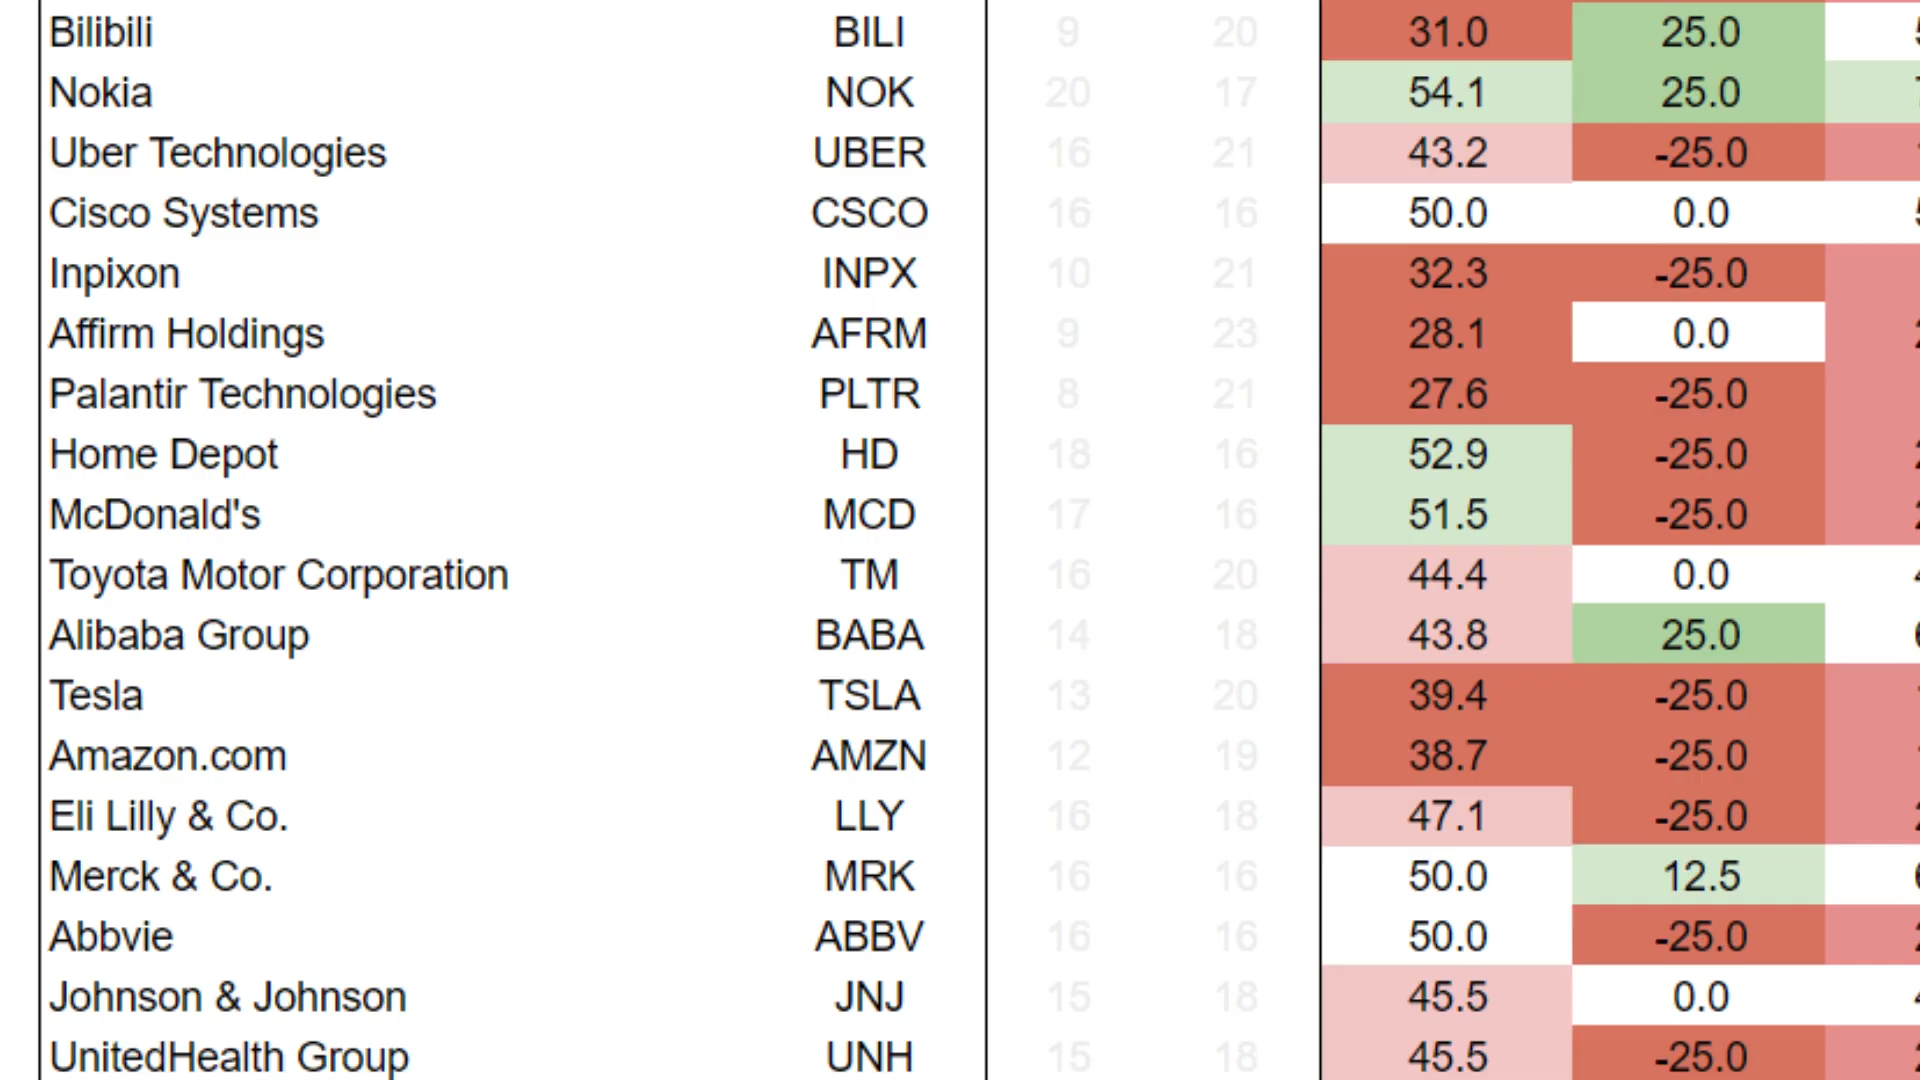 Bilibili BILI 9 20 31.0 25.0
Nokia NOK 20 17 54.1 25.0
Uber Technologies UBER 16 21 43.2 -25.0
Cisco Systems CSCO 16 16 50.0 0.0
Inpixon INPX 10 21 32.3 -25.0
Affirm Holdings AFRM 9 23 28.1 0.0
Palantir Technologies PLTR 8 21 27.6 -25.0
Home Depot HD 18 16 52.9 -25.0
McDonald's MCD 17 16 51.5 -25.0
Toyota Motor Corporation TM 16 20 44.4 0.0
Alibaba Group BABA 14 18 43.8 25.0
Tesla TSLA 13 20 39.4 -25.0
Amazon.com AMZN 12 19 38.7 -25.0
Eli Lilly & Co. LLY 16 18 47.1 -25.0
Merck & Co. MRK 16 16 50.0 12.5
Abbvie ABBV 16 16 50.0 -25.0
Johnson & Johnson JNJ 15 18 45.5 0.0
UnitedHealth Group UNH 15 18 45.5 -25.0